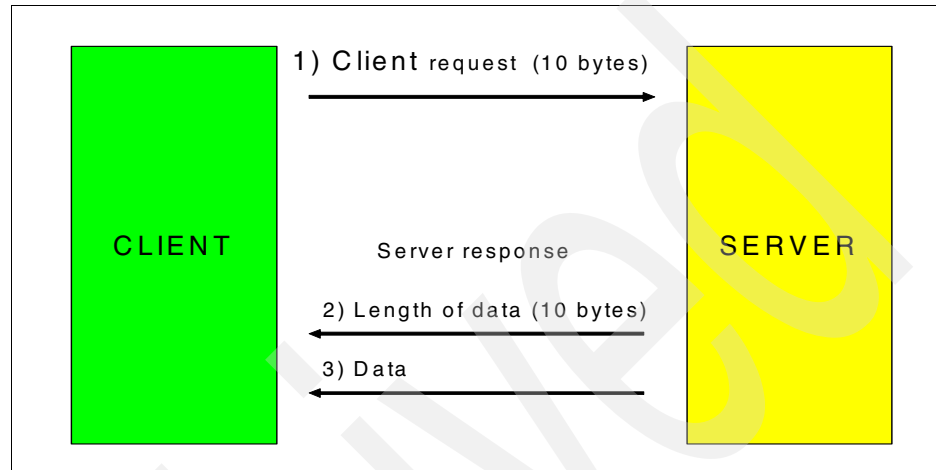 1) Client request (10 bytes)
CLIENT
Server response
SERVER
2) Length of data (10 bytes)
3) Data